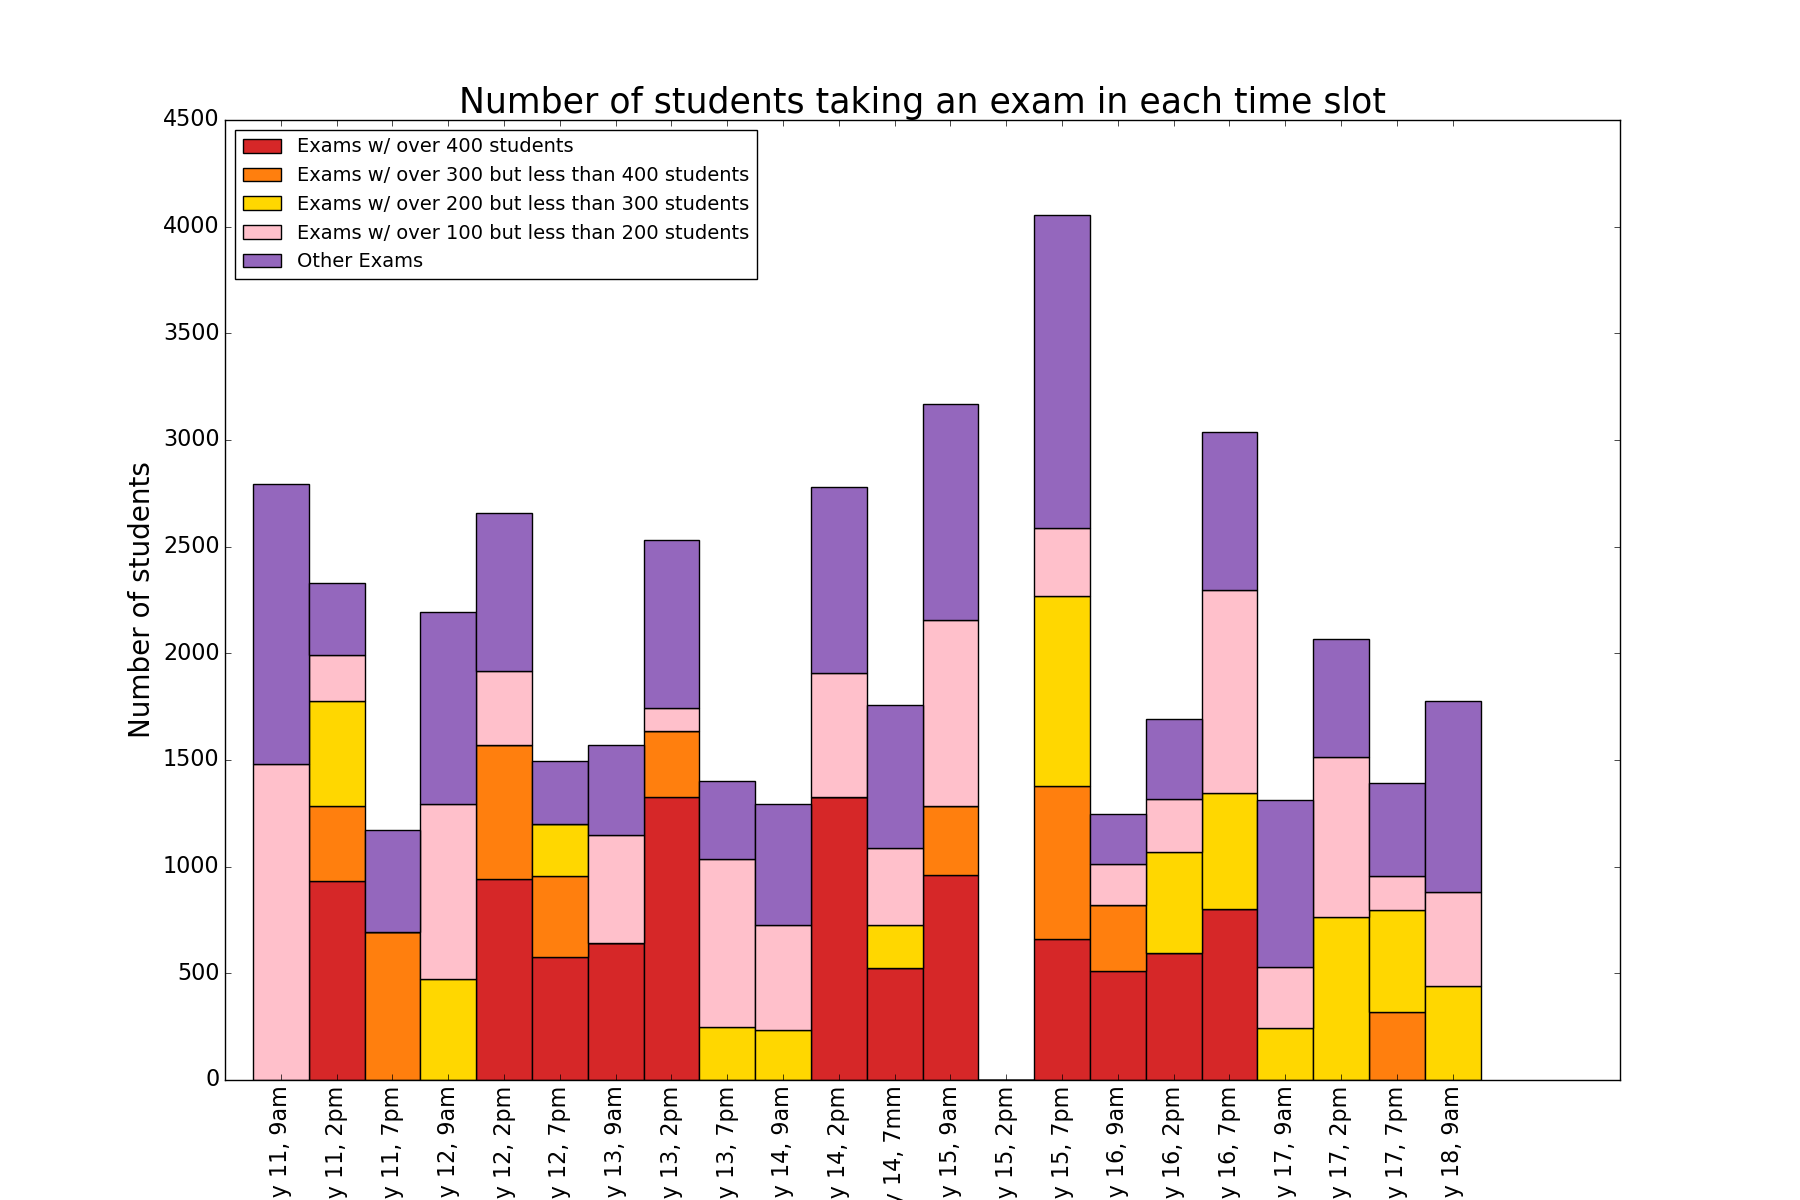 Number of students taking an exam in each time slot
Exams w/ over 400 students
Exams w/ over 300 but less than 400 students
Exams w/ over 200 but less than 300 students
Exams w/ over 100 but less than 200 students
Other Exams
Number of students
4500
4000
3500
3000
2500
2000
1500
1000
500
0
y 11, 9am
y 11, 2pm
y 11, 7pm
y 12, 9am
y 12, 2pm
y 12, 7pm
y 13, 9am
y 13, 2pm
y 13, 7pm
y 14, 9am
y 14, 2pm
y 14, 7mm
y 15, 9am
y 15, 2pm
y 15, 7pm
y 16, 9am
y 16, 2pm
y 16, 7pm
y 17, 9am
y 17, 2pm
y 17, 7pm
y 18, 9am